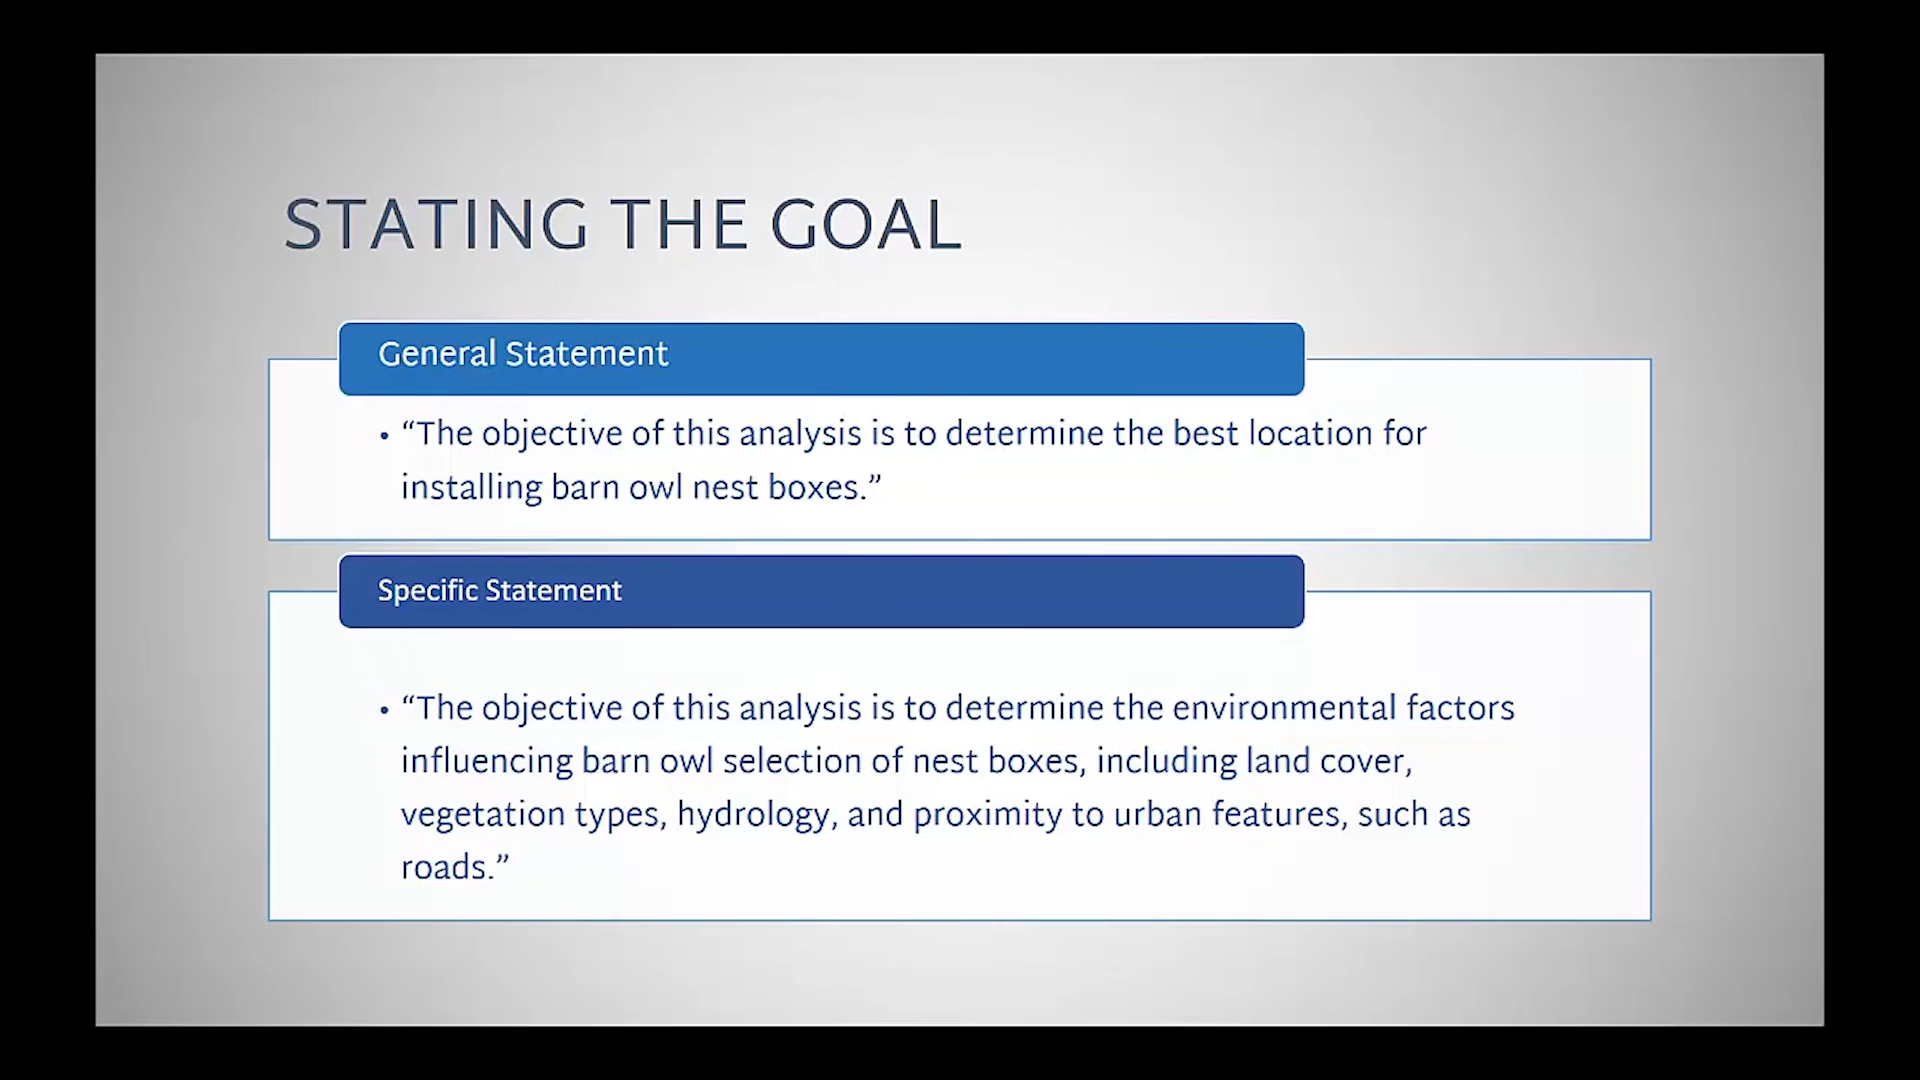 STATING THE GOAL
General Statement
• “The objective of this analysis is to determine the best location for
installing barn owl nest boxes.”
Specific Statement
• “The objective of this analysis is to determine the environmental factors
influencing barn owl selection of nest boxes, including land cover,
vegetation types, hydrology, and proximity to urban features, such as
roads.”